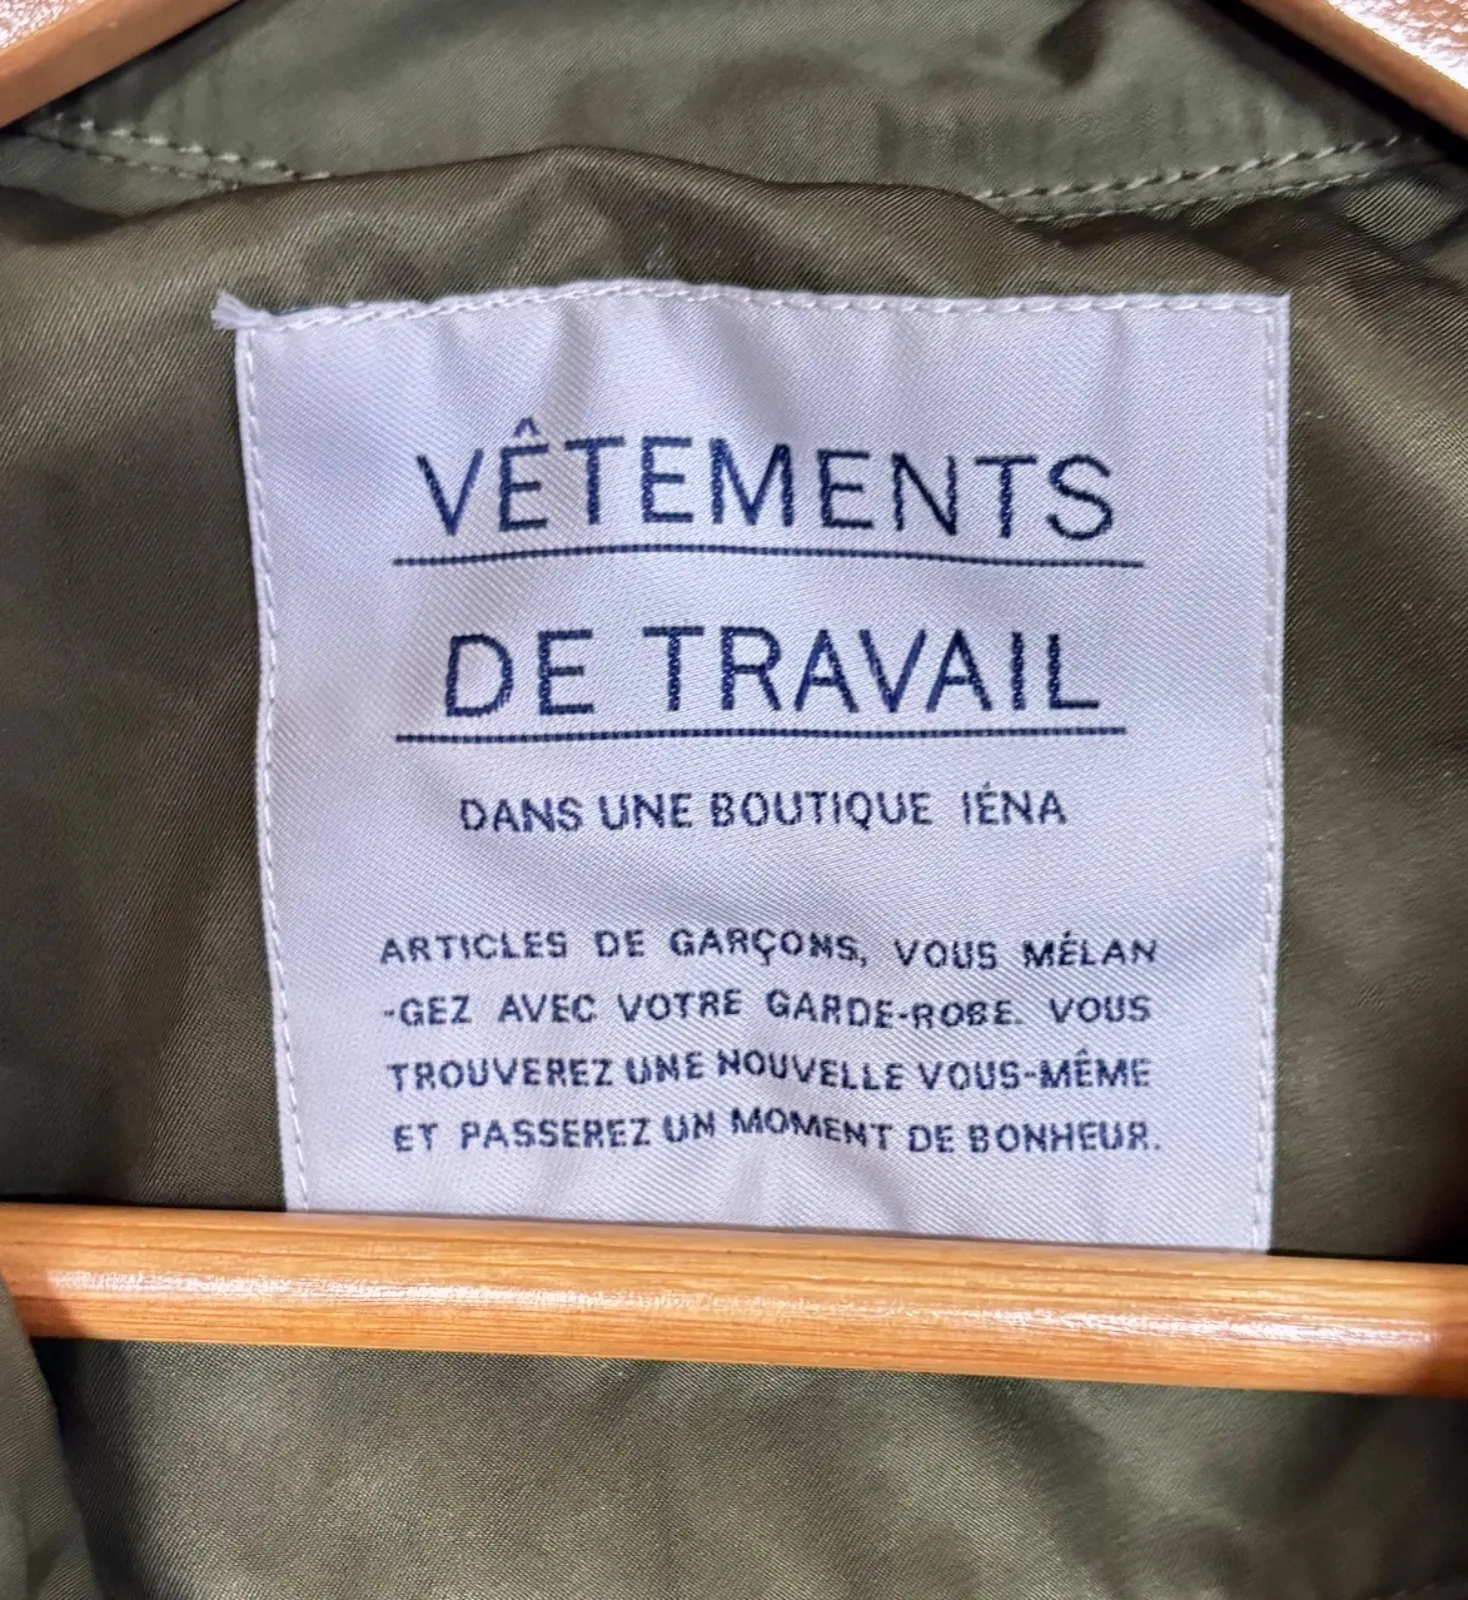 VÊTEMENTS
DE TRAVAIL
DANS UNE BOUTIQUE IÉNA
ARTICLES DE GARÇONS, VOUS MÉLAN
-GEZ AVEC VOTRE GARDE-ROBE. VOUS
TROUVEREZ UNE NOUVELLE VOUS-MÊME
ET PASSEREZ UN MOMENT DE BONHEUR.